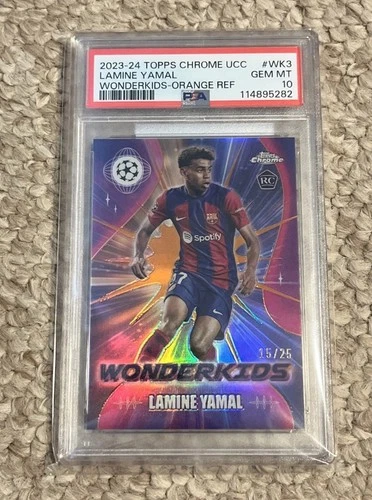 2023-24 TOPPS CHROME UCC #WK3
LAMINE YAMAL GEM MT
WONDERKIDS-ORANGE REF 10
PSA 114895282
Topps
Chrome
RC
Spotify
15/25
WONDERKIDS
LAMINE YAMAL